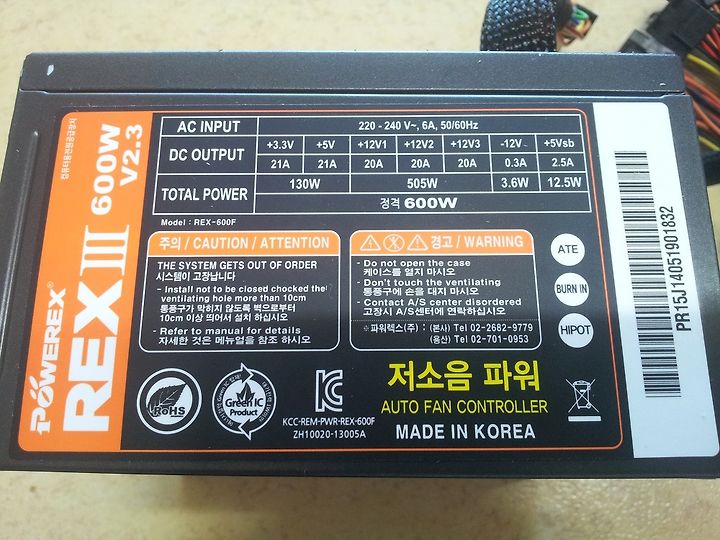 컴퓨터용전원공급장치
POWEREX®
REX III 600W
V2.3
AC INPUT 220 - 240 V~, 6A, 50/60Hz
DC OUTPUT +3.3V +5V +12V1 +12V2 +12V3 -12V +5Vsb
21A 21A 20A 20A 20A 0.3A 2.5A
TOTAL POWER 130W 505W 3.6W 12.5W
정격 600W
Model : REX-600F
주의 / CAUTION / ATTENTION
THE SYSTEM GETS OUT OF ORDER
시스템이 고장납니다
- Install not to be closed chocked the
ventilating hole more than 10cm
통풍구가 막히지 않도록 벽으로부터
10cm 이상 띄어서 설치 하십시오
- Refer to manual for details
자세한 것은 메뉴얼을 참조 하십시오
경고 / WARNING
- Do not open the case
케이스를 열지 마시오
- Don't touch the ventilating
통풍구에 손을 대지 마시오
- Contact A/S center disordered
고장시 A/S센터에 연락하십시오
※파워렉스(주): (본사) Tel 02-2682-9779
(용산) Tel 02-701-0953
ATE
BURN IN
HIPOT
PR15J14051901832
RoHS
Green IC
Product
KCC-REM-PWR-REX-600F
ZH10020-13005A
저소음 파워
AUTO FAN CONTROLLER
MADE IN KOREA